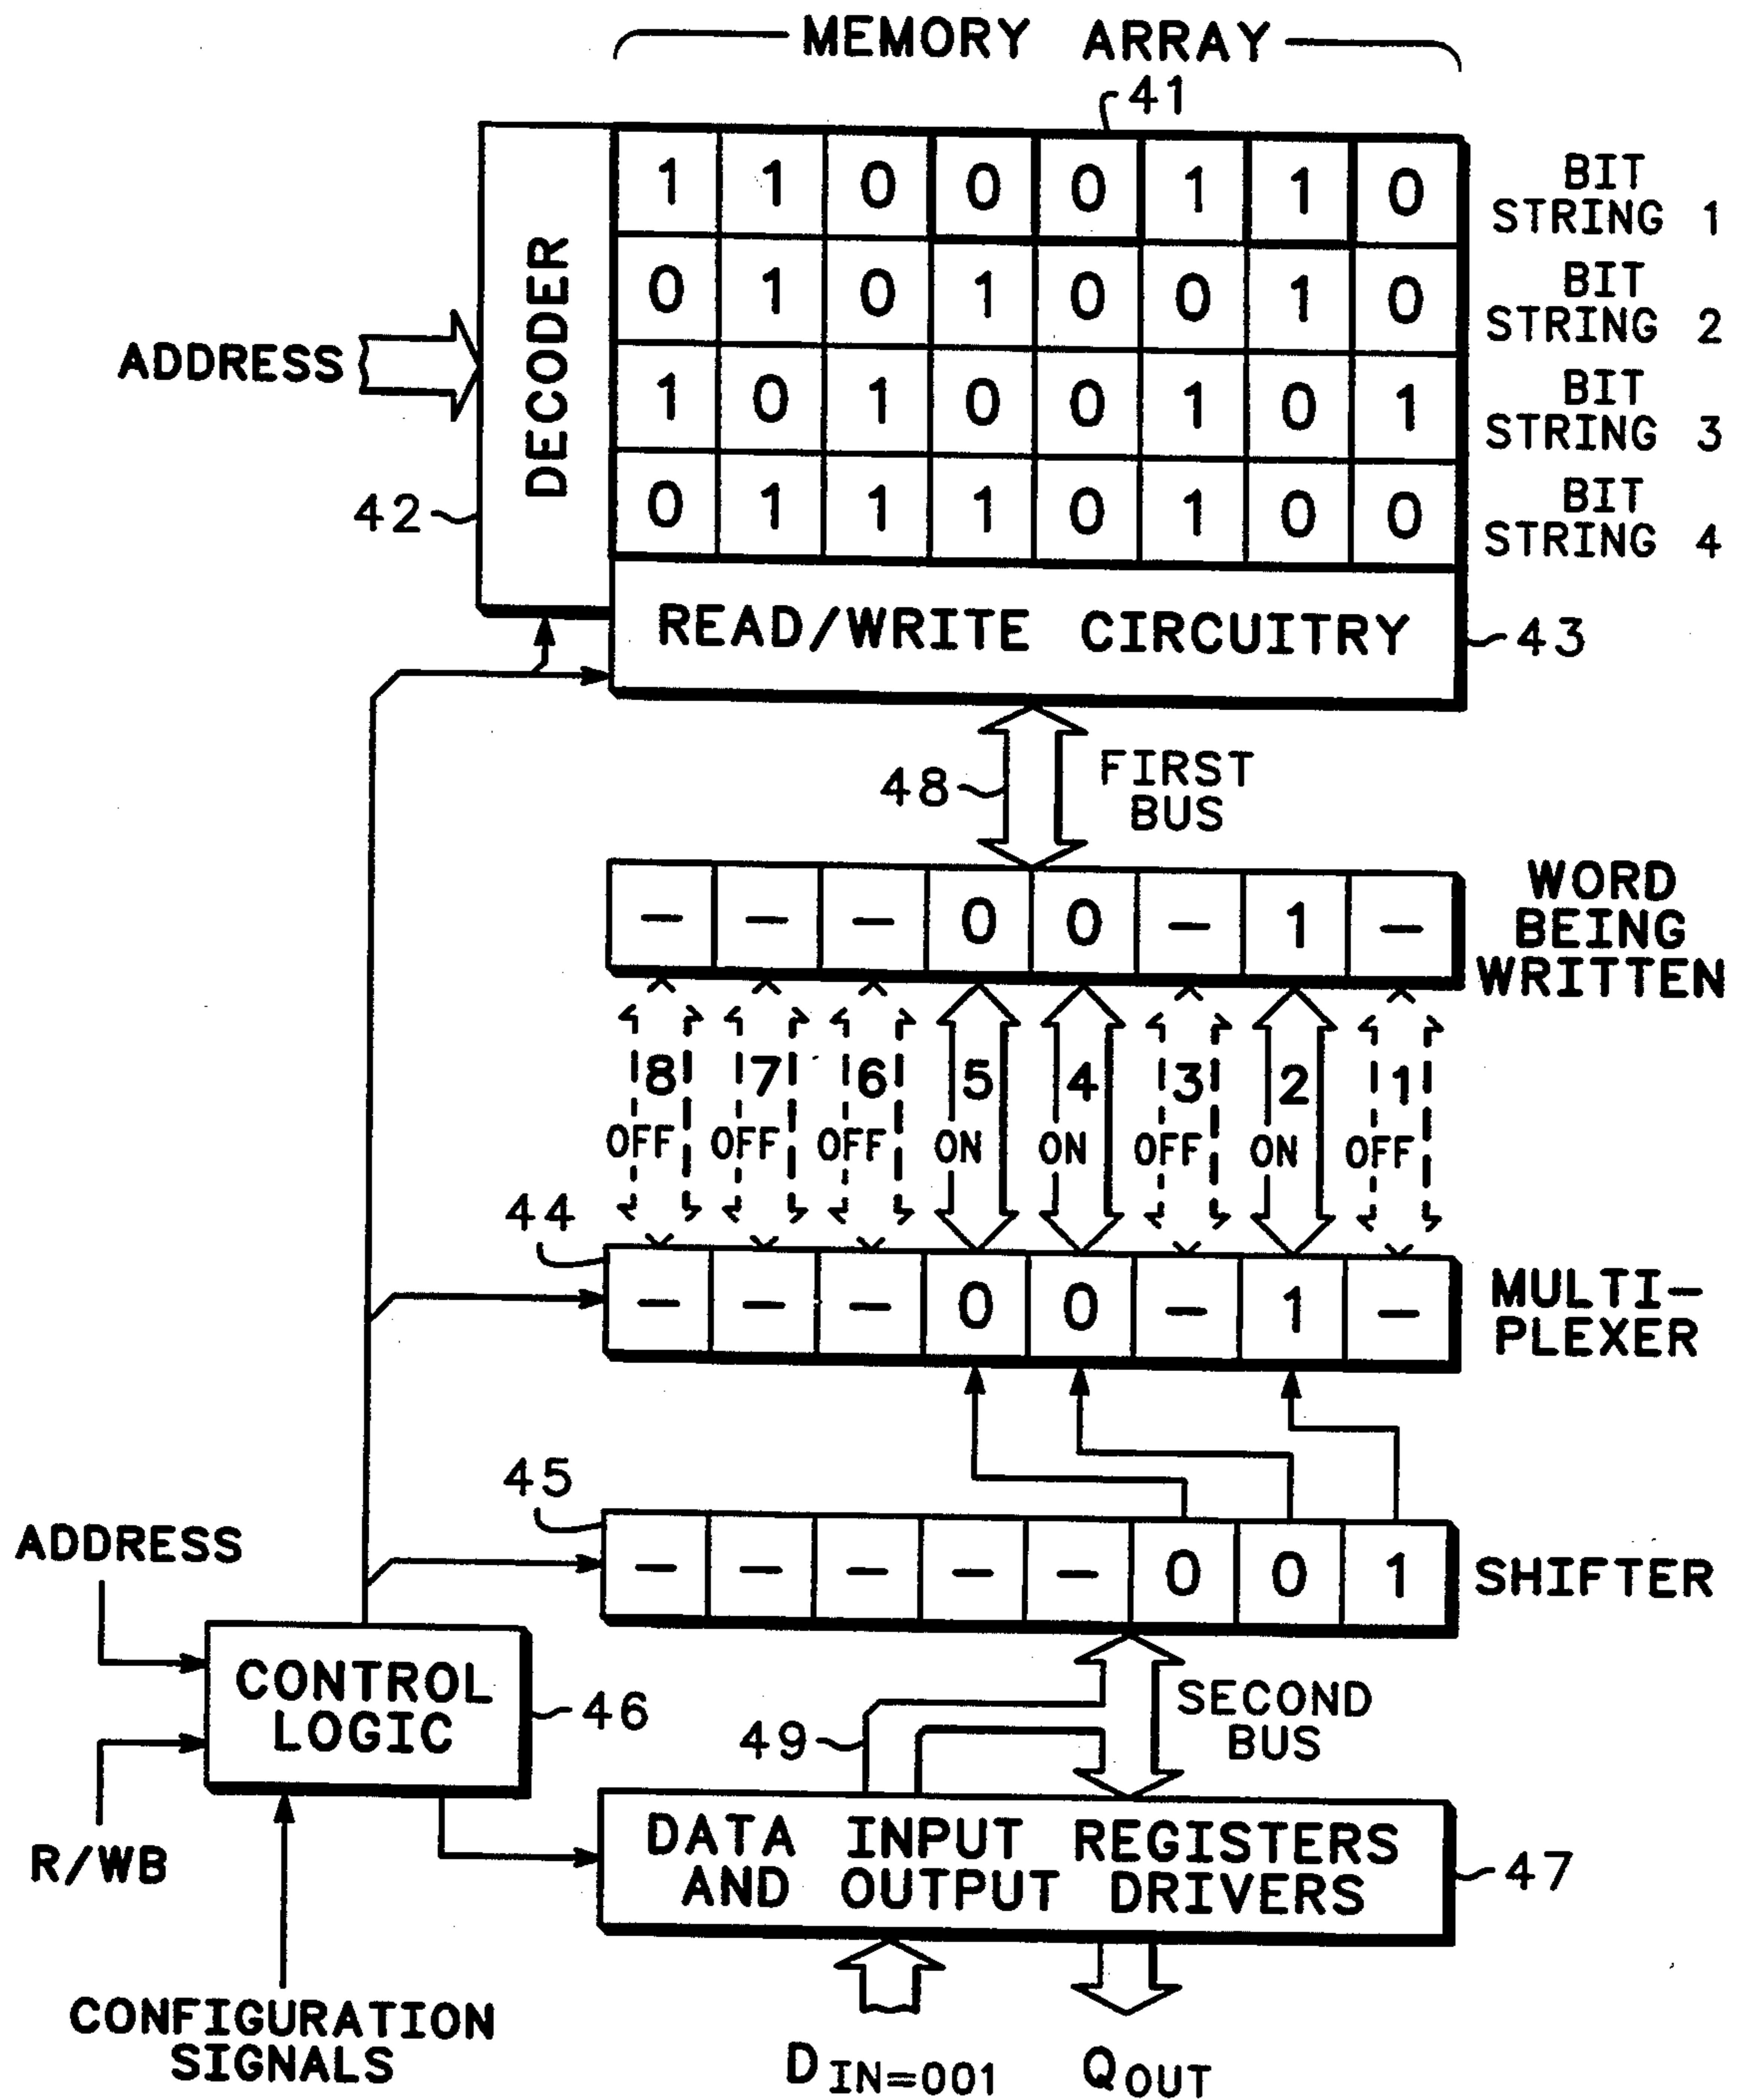 MEMORY ARRAY
41
1 1 0 0 0 1 1 0
BIT
STRING 1
0 1 0 1 0 0 1 0
BIT
STRING 2
1 0 1 0 0 1 0 1
BIT
STRING 3
0 1 1 1 0 1 0 0
BIT
STRING 4
DECODER
ADDRESS
42
READ/WRITE CIRCUITRY
43
48
FIRST
BUS
- - - 0 0 - 1 -
WORD
BEING
WRITTEN
8 7 6 5 4 3 2 1
OFF OFF OFF ON ON OFF ON OFF
44
- - - 0 0 - 1 -
MULTI-
PLEXER
45
- - - - - 0 0 1
SHIFTER
ADDRESS
CONTROL
LOGIC
46
R/WB
CONFIGURATION
SIGNALS
49
SECOND
BUS
DATA INPUT REGISTERS
AND OUTPUT DRIVERS
47
DIN=001
QOUT